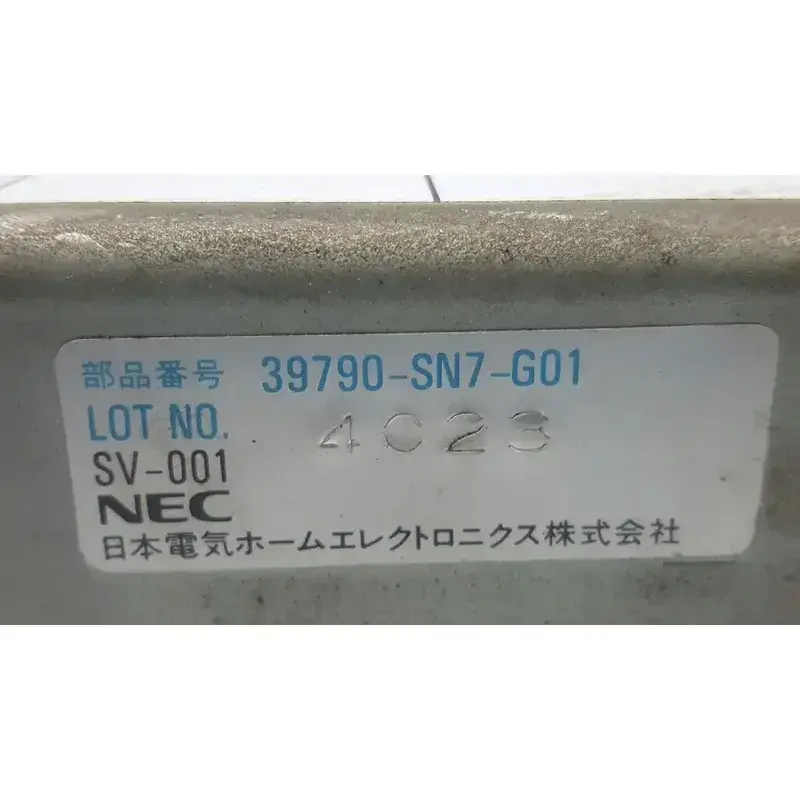 部品番号 39790-SN7-G01
LOT NO. 4C23
SV-001
NEC
日本電気ホームエレクトロニクス株式会社